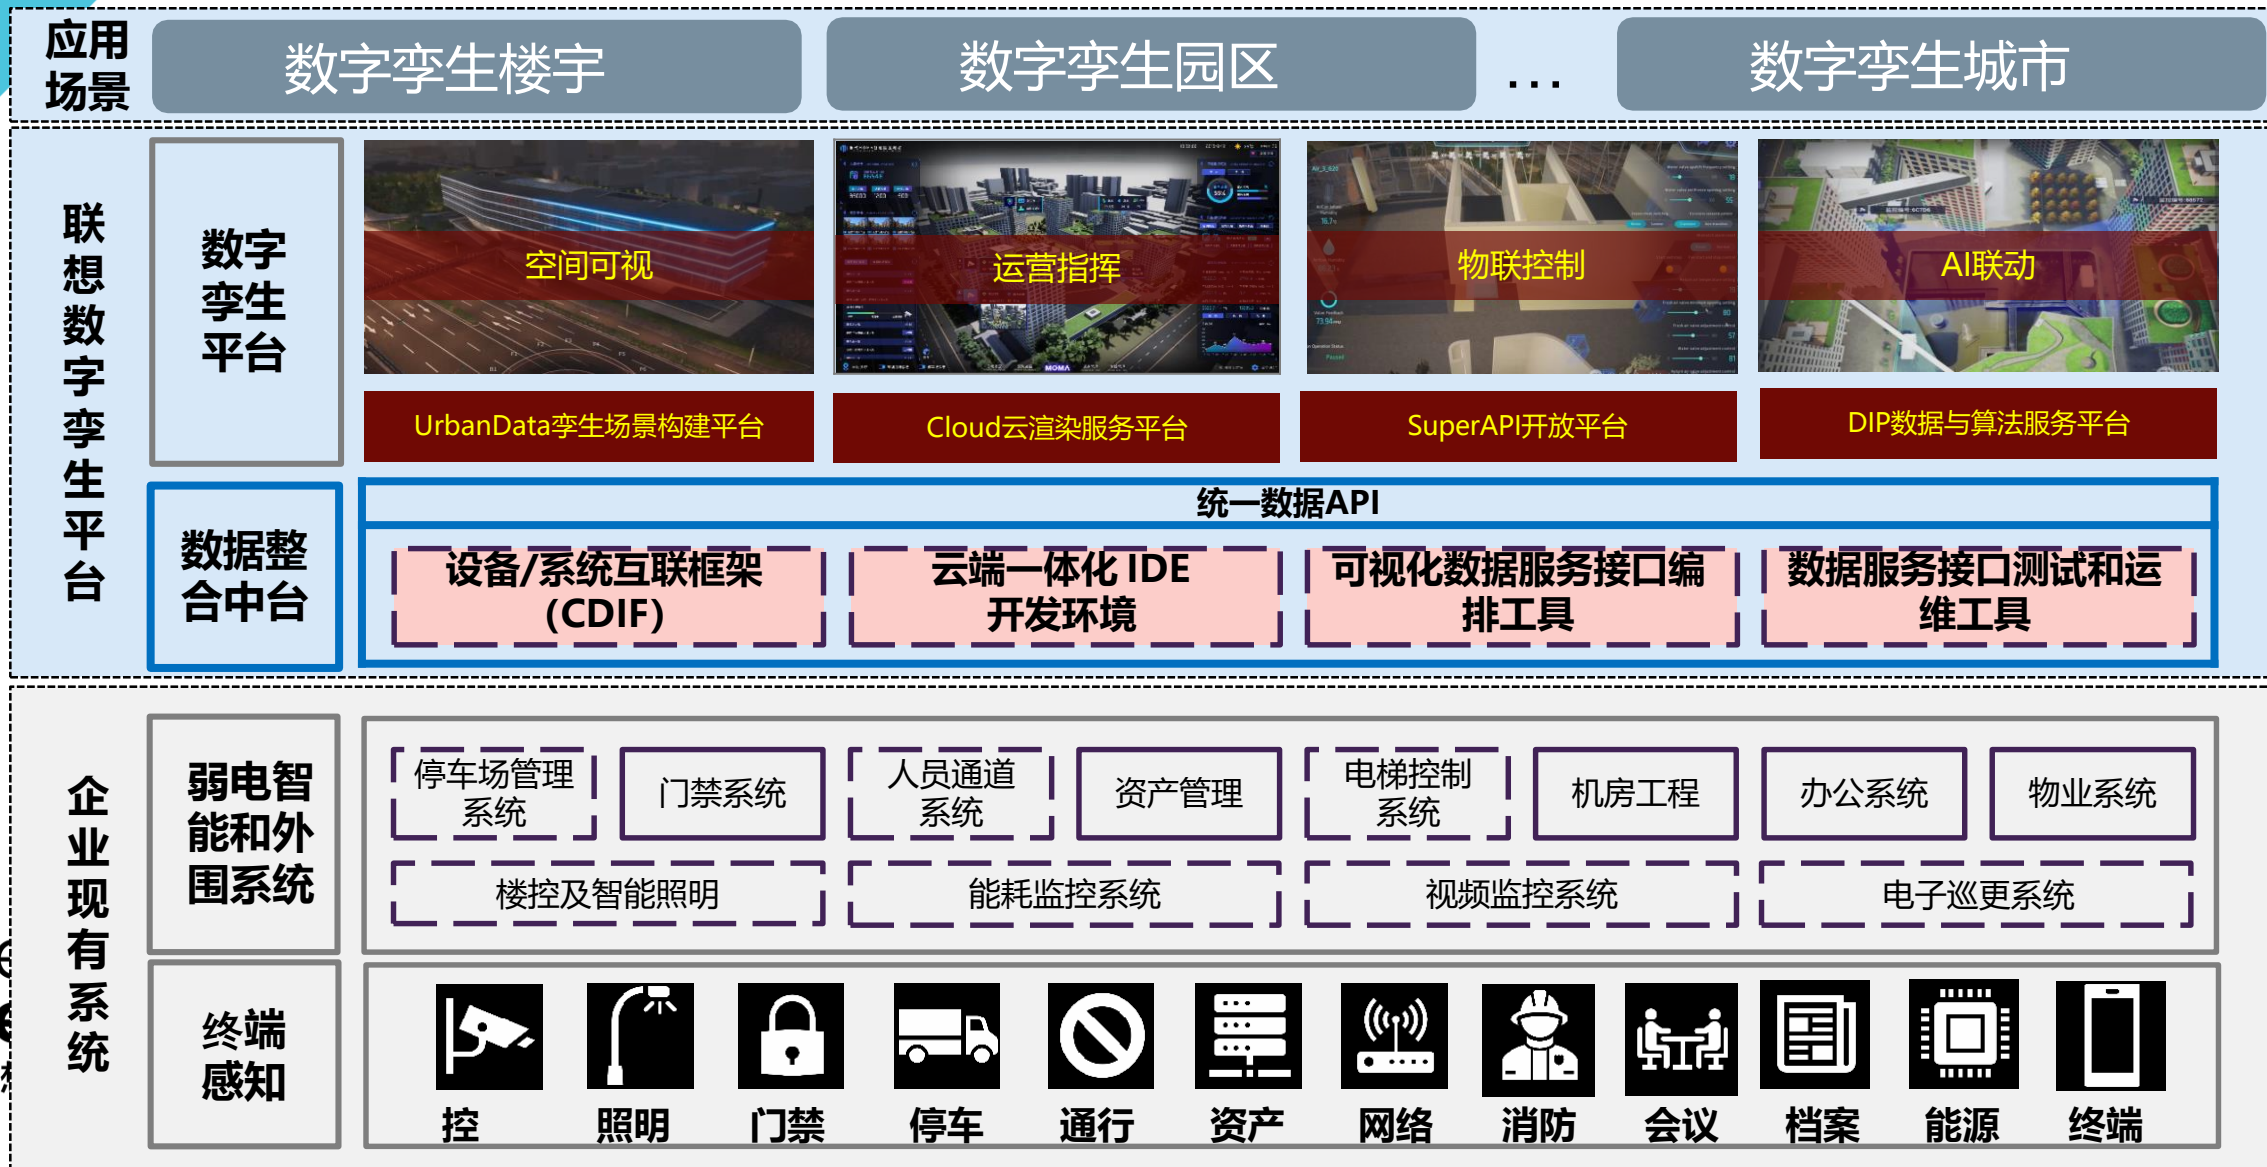 应用
场景
数字孪生楼宇
数字孪生园区
...
数字孪生城市
联想数字孪生平台
数字
孪生
平台
空间可视
运营指挥
物联控制
AI联动
UrbanData孪生场景构建平台
Cloud云渲染服务平台
SuperAPI开放平台
DIP数据与算法服务平台
数据整
合中台
统一数据API
设备/系统互联框架
(CDIF)
云端一体化 IDE
开发环境
可视化数据服务接口编
排工具
数据服务接口测试和运
维工具
企业现有系统
弱电智
能和外
围系统
停车场管理
系统
门禁系统
人员通道
系统
资产管理
电梯控制
系统
机房工程
办公系统
物业系统
楼控及智能照明
能耗监控系统
视频监控系统
电子巡更系统
终端
感知
控
照明
门禁
停车
通行
资产
网络
消防
会议
档案
能源
终端